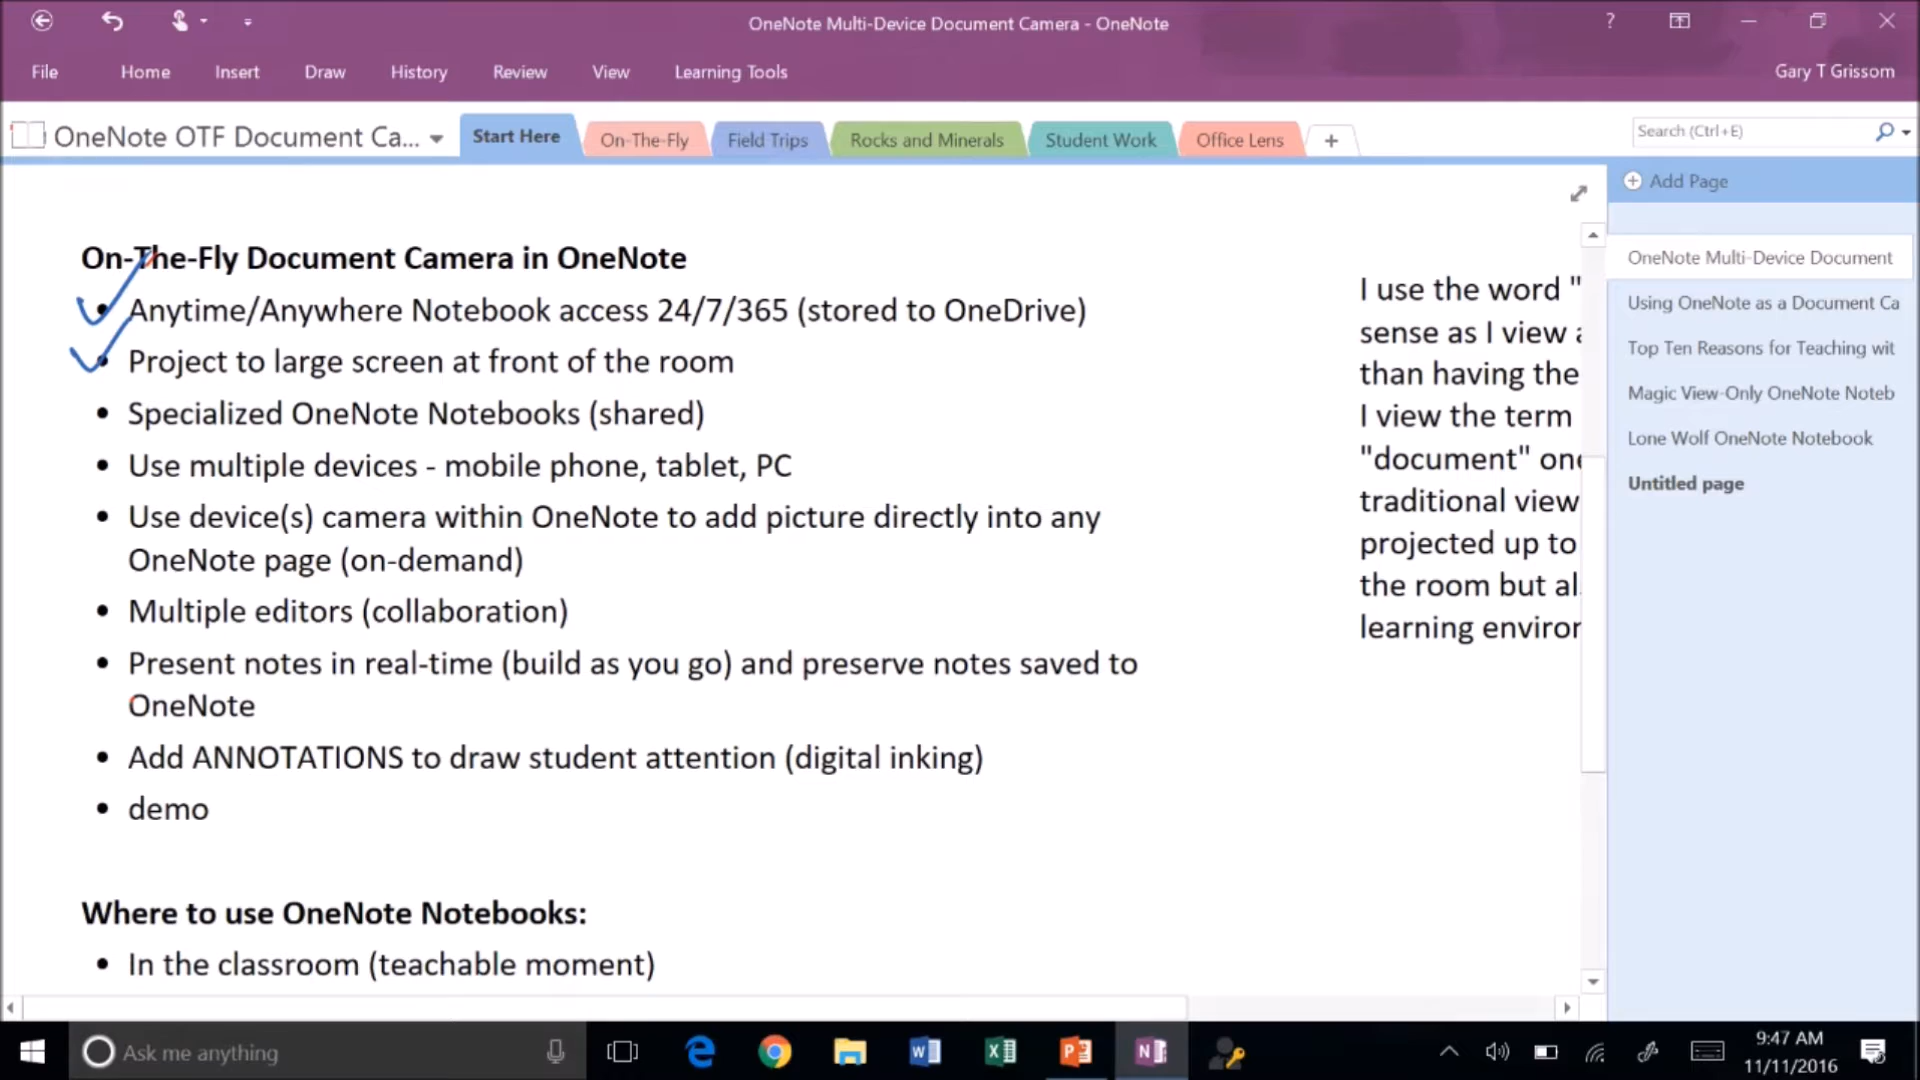 OneNote Multi-Device Document Camera - OneNote
?
File Home Insert Draw History Review View Learning Tools
Gary T Grissom
OneNote OTF Document Ca...
Start Here On-The-Fly Field Trips Rocks and Minerals Student Work Office Lens +
Search (Ctrl+E)
Add Page
OneNote Multi-Device Document
Using OneNote as a Document Ca
Top Ten Reasons for Teaching wit
Magic View-Only OneNote Noteb
Lone Wolf OneNote Notebook
Untitled page
On-The-Fly Document Camera in OneNote
• Anytime/Anywhere Notebook access 24/7/365 (stored to OneDrive)
• Project to large screen at front of the room
• Specialized OneNote Notebooks (shared)
• Use multiple devices - mobile phone, tablet, PC
• Use device(s) camera within OneNote to add picture directly into any
OneNote page (on-demand)
• Multiple editors (collaboration)
• Present notes in real-time (build as you go) and preserve notes saved to
OneNote
• Add ANNOTATIONS to draw student attention (digital inking)
• demo
Where to use OneNote Notebooks:
• In the classroom (teachable moment)
I use the word "
sense as I view
than having the
I view the term
"document" on
traditional view
projected up to
the room but al
learning enviro
Ask me anything
9:47 AM
11/11/2016